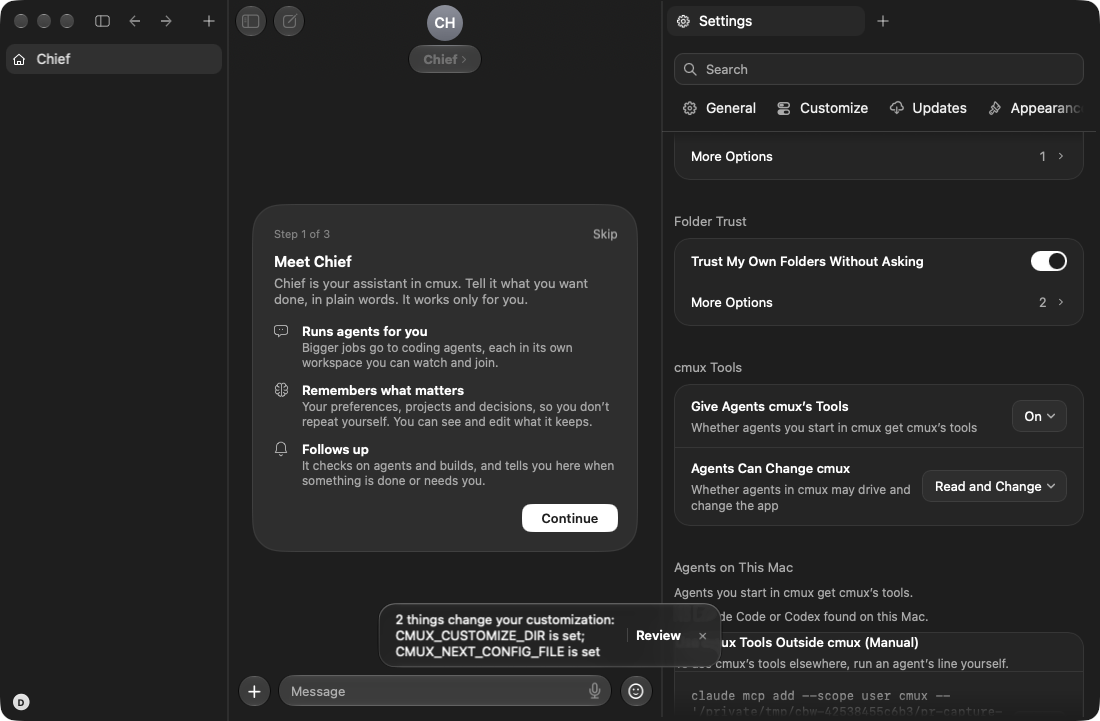 Chief
CH
Chief
Settings
Search
General
Customize
Updates
Appearanc
More Options
1
Folder Trust
Trust My Own Folders Without Asking
More Options
2
cmux Tools
Give Agents cmux's Tools
Whether agents you start in cmux get cmux's tools
On
Agents Can Change cmux
Whether agents in cmux may drive and
change the app
Read and Change
Agents on This Mac
Agents you start in cmux get cmux's tools.
de Code or Codex found on this Mac.
ux Tools Outside cmux (Manual)
cmux's tools elsewhere, run an agent's line yourself.
claude mcp add --scope user cmux --
'/private/tmp/cbw-42538455c6b3/pr-capture-
Step 1 of 3
Skip
Meet Chief
Chief is your assistant in cmux. Tell it what you want
done, in plain words. It works only for you.
Runs agents for you
Bigger jobs go to coding agents, each in its own
workspace you can watch and join.
Remembers what matters
Your preferences, projects and decisions, so you don't
repeat yourself. You can see and edit what it keeps.
Follows up
It checks on agents and builds, and tells you here when
something is done or needs you.
Continue
2 things change your customization:
CMUX_CUSTOMIZE_DIR is set;
CMUX_NEXT_CONFIG_FILE is set
Review
Message
D